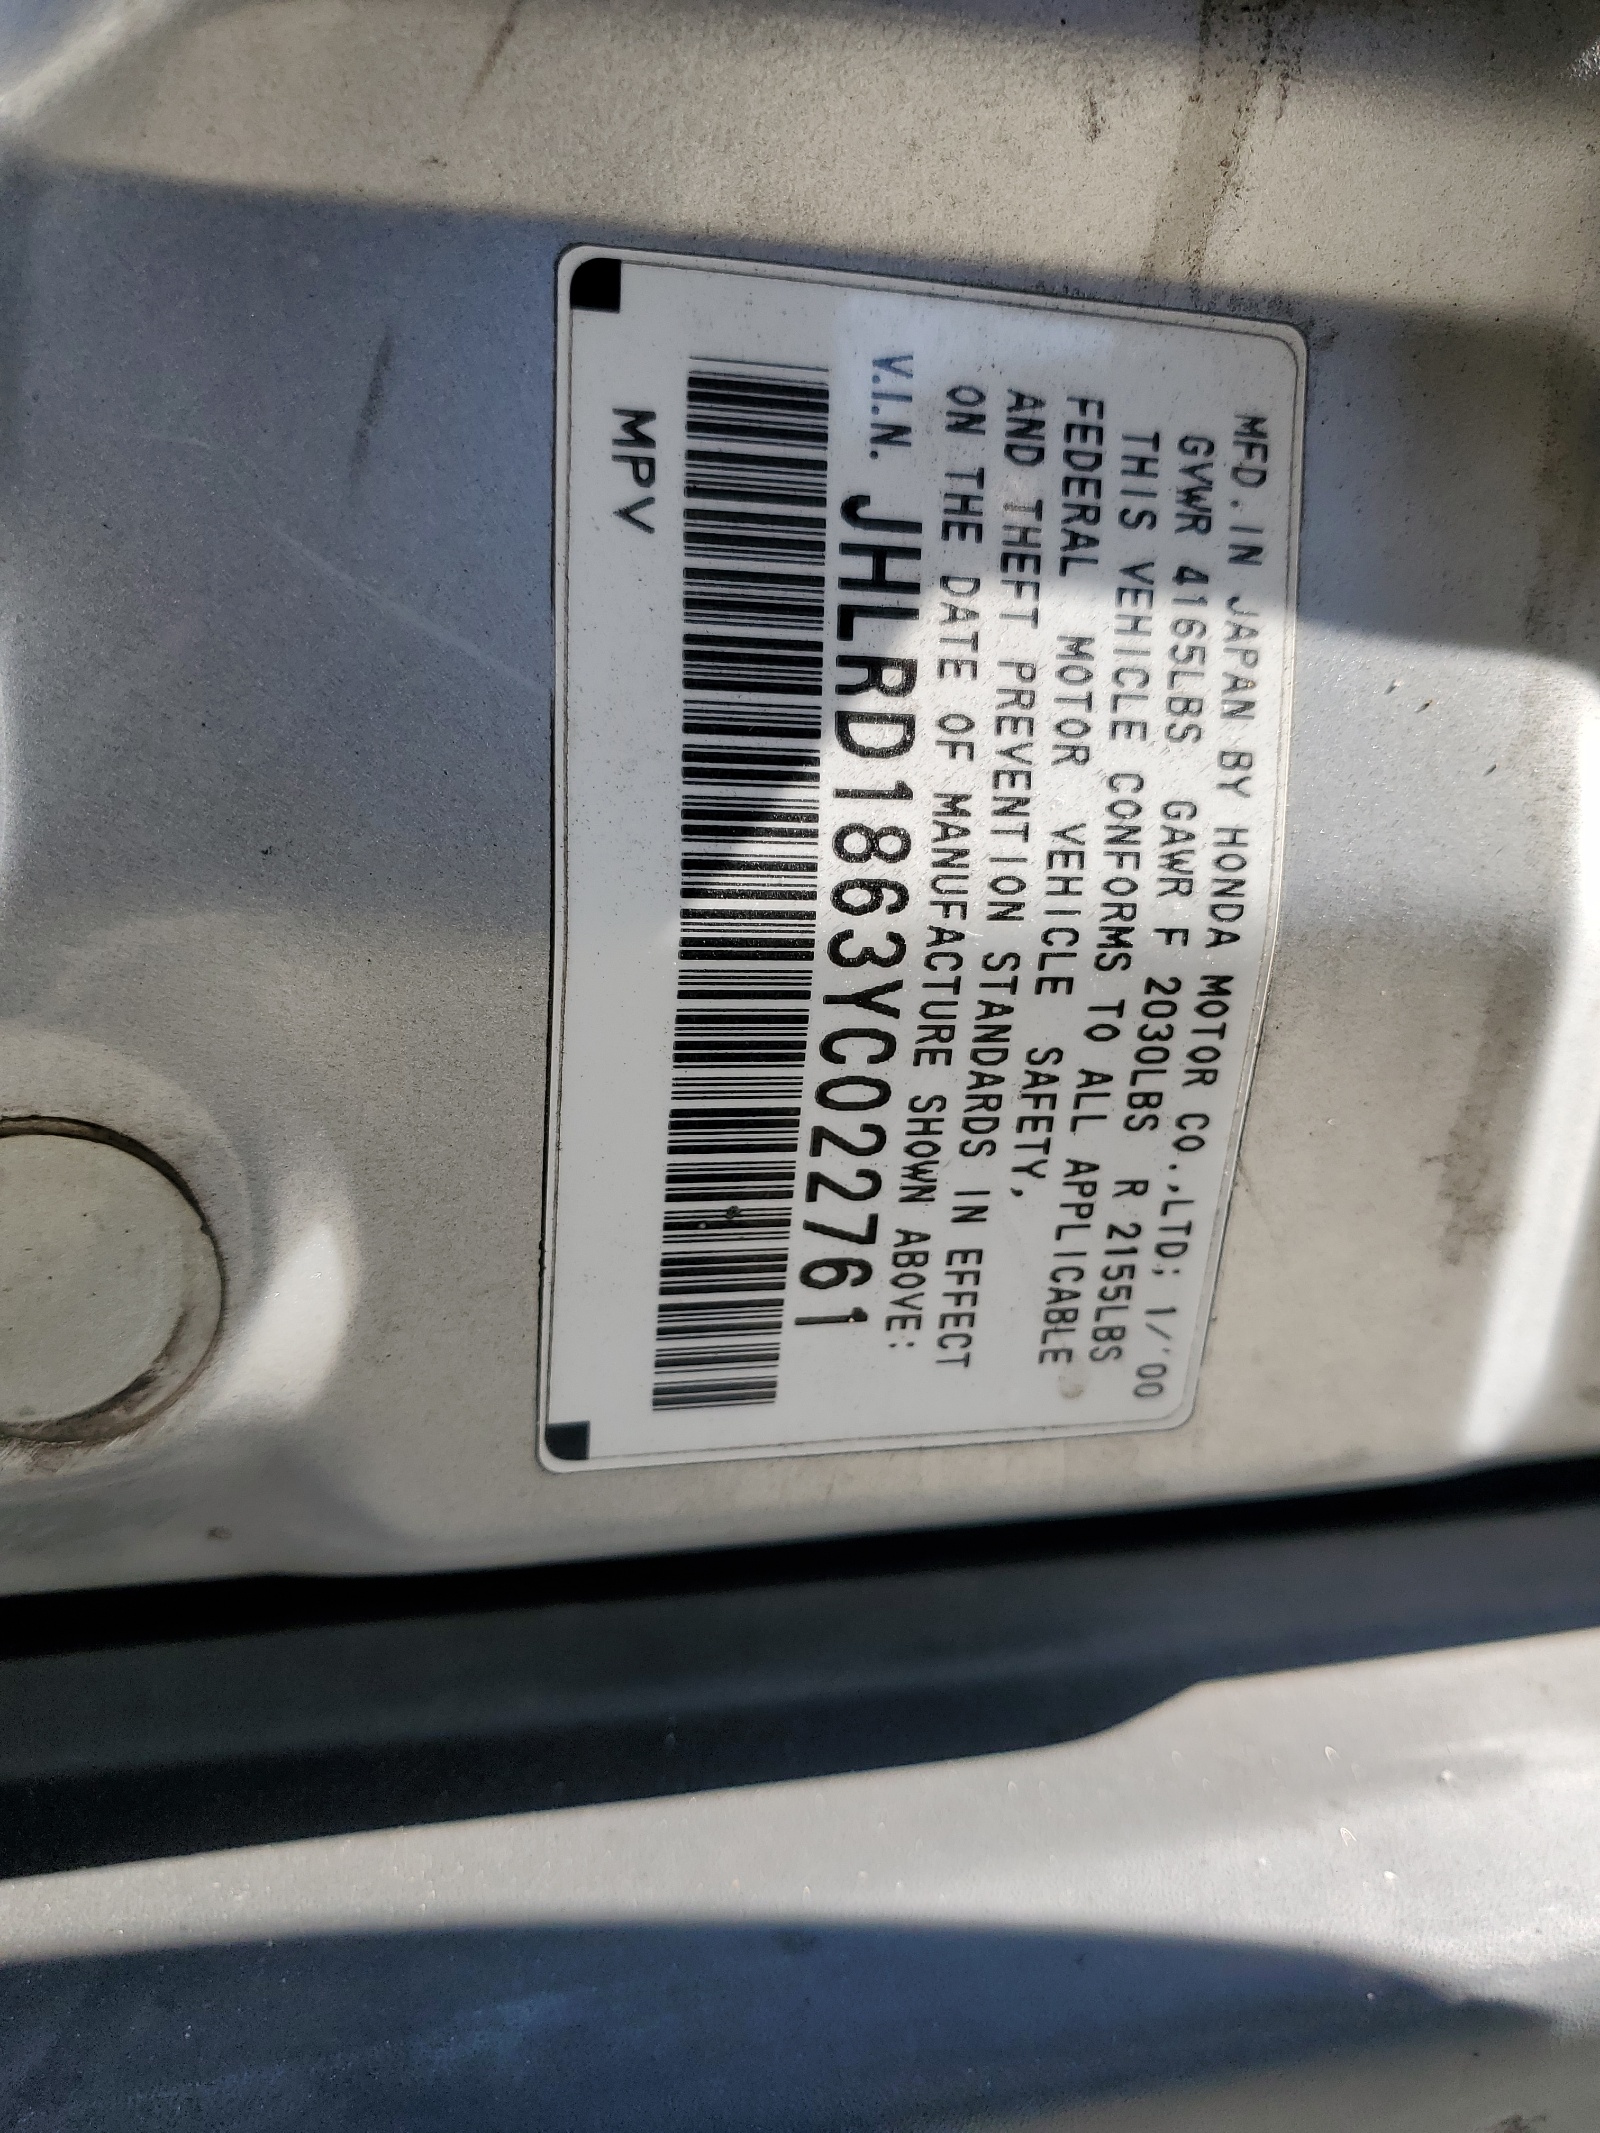 MFD. IN JAPAN BY HONDA MOTOR CO.,LTD; 1/'00
GVWR 4165LBS GAWR F 2030LBS R 2155LBS
THIS VEHICLE CONFORMS TO ALL APPLICABLE
FEDERAL MOTOR VEHICLE SAFETY,
AND THEFT PREVENTION STANDARDS IN EFFECT
ON THE DATE OF MANUFACTURE SHOWN ABOVE:
V.I.N. JHLRD1863YC022761
MPV